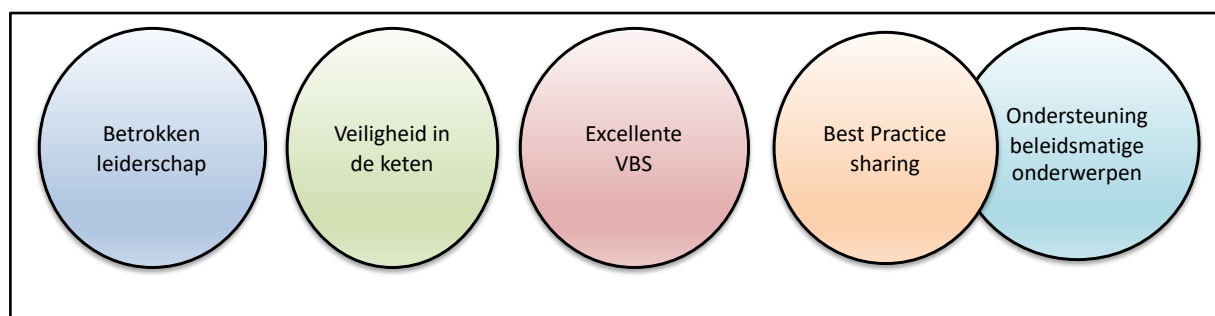 Betrokken
leiderschap
Veiligheid in
de keten
Excellente
VBS
Best Practice
sharing
Ondersteuning
beleidsmatige
onderwerpen